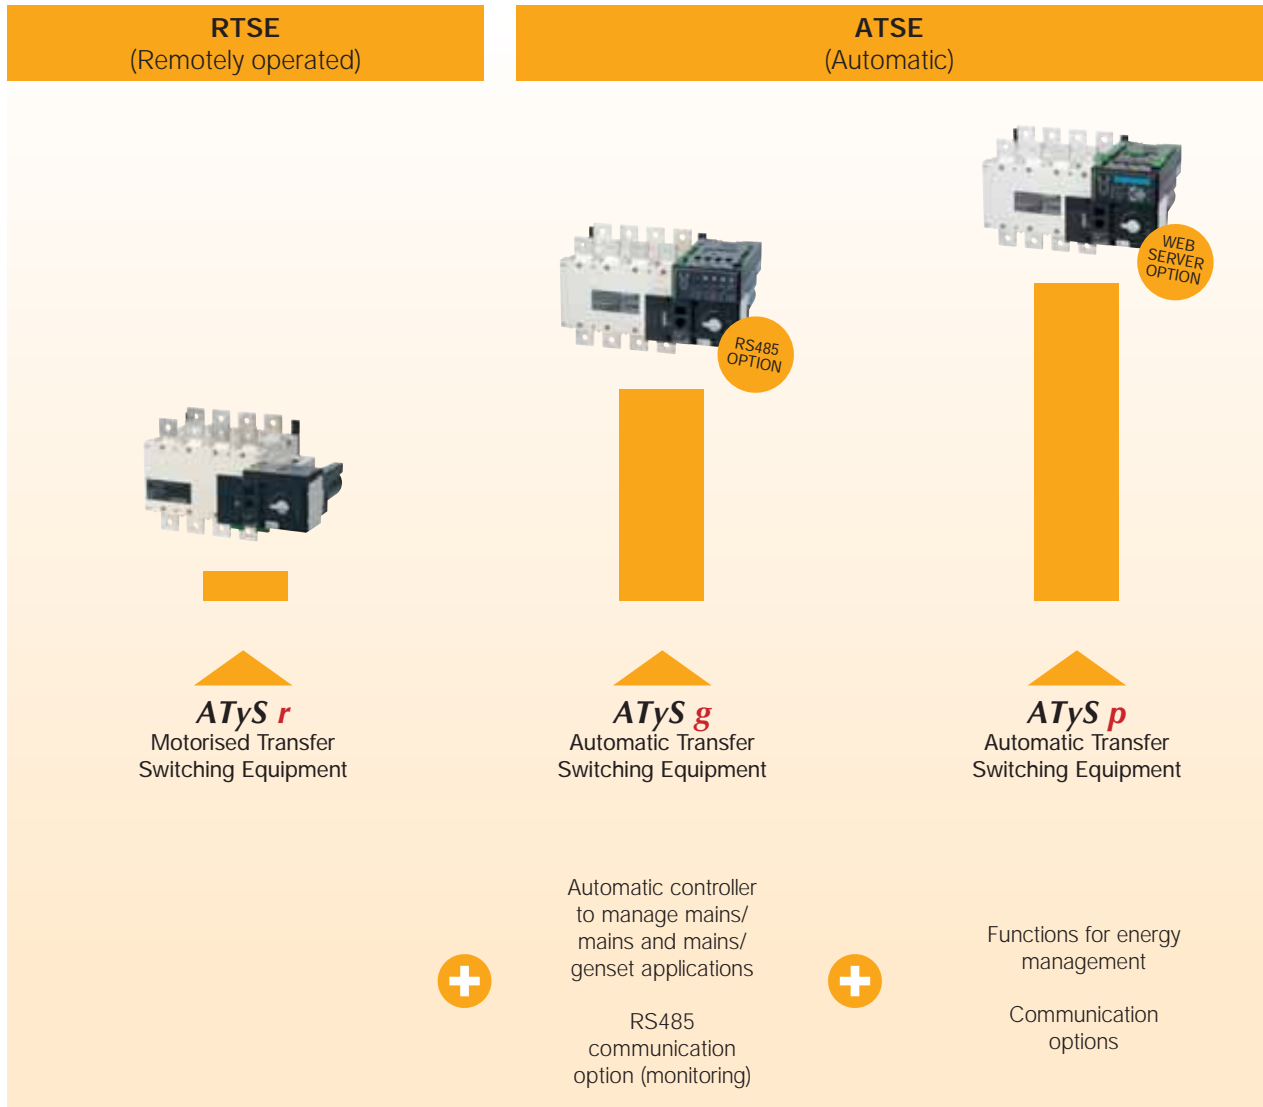 RTSE
(Remotely operated)
ATSE
(Automatic)
WEB
SERVER
OPTION
RS485
OPTION
ATyS r
Motorised Transfer
Switching Equipment
ATyS g
Automatic Transfer
Switching Equipment
ATyS p
Automatic Transfer
Switching Equipment
Automatic controller
to manage mains/
mains and mains/
genset applications
RS485
communication
option (monitoring)
Functions for energy
management
Communication
options